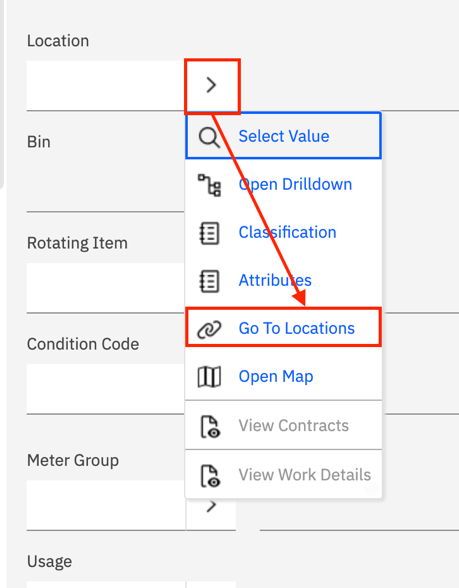 Location
Select Value
Bin
Open Drilldown
Classification
Rotating Item
Attributes
Go To Locations
Condition Code
Open Map
View Contracts
Meter Group
View Work Details
Usage